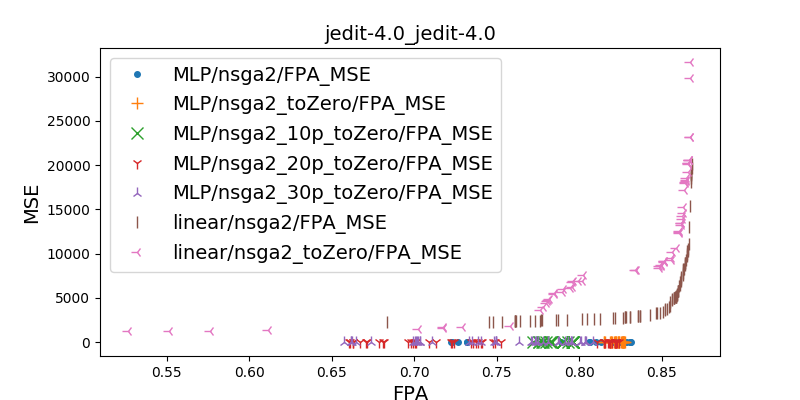 jedit-4.0_jedit-4.0
MLP/nsga2/FPA_MSE
MLP/nsga2_toZero/FPA_MSE
MLP/nsga2_10p_toZero/FPA_MSE
MLP/nsga2_20p_toZero/FPA_MSE
MLP/nsga2_30p_toZero/FPA_MSE
linear/nsga2/FPA_MSE
linear/nsga2_toZero/FPA_MSE
MSE
30000
25000
20000
15000
10000
5000
0
0.55
0.60
0.65
0.70
0.75
0.80
0.85
FPA